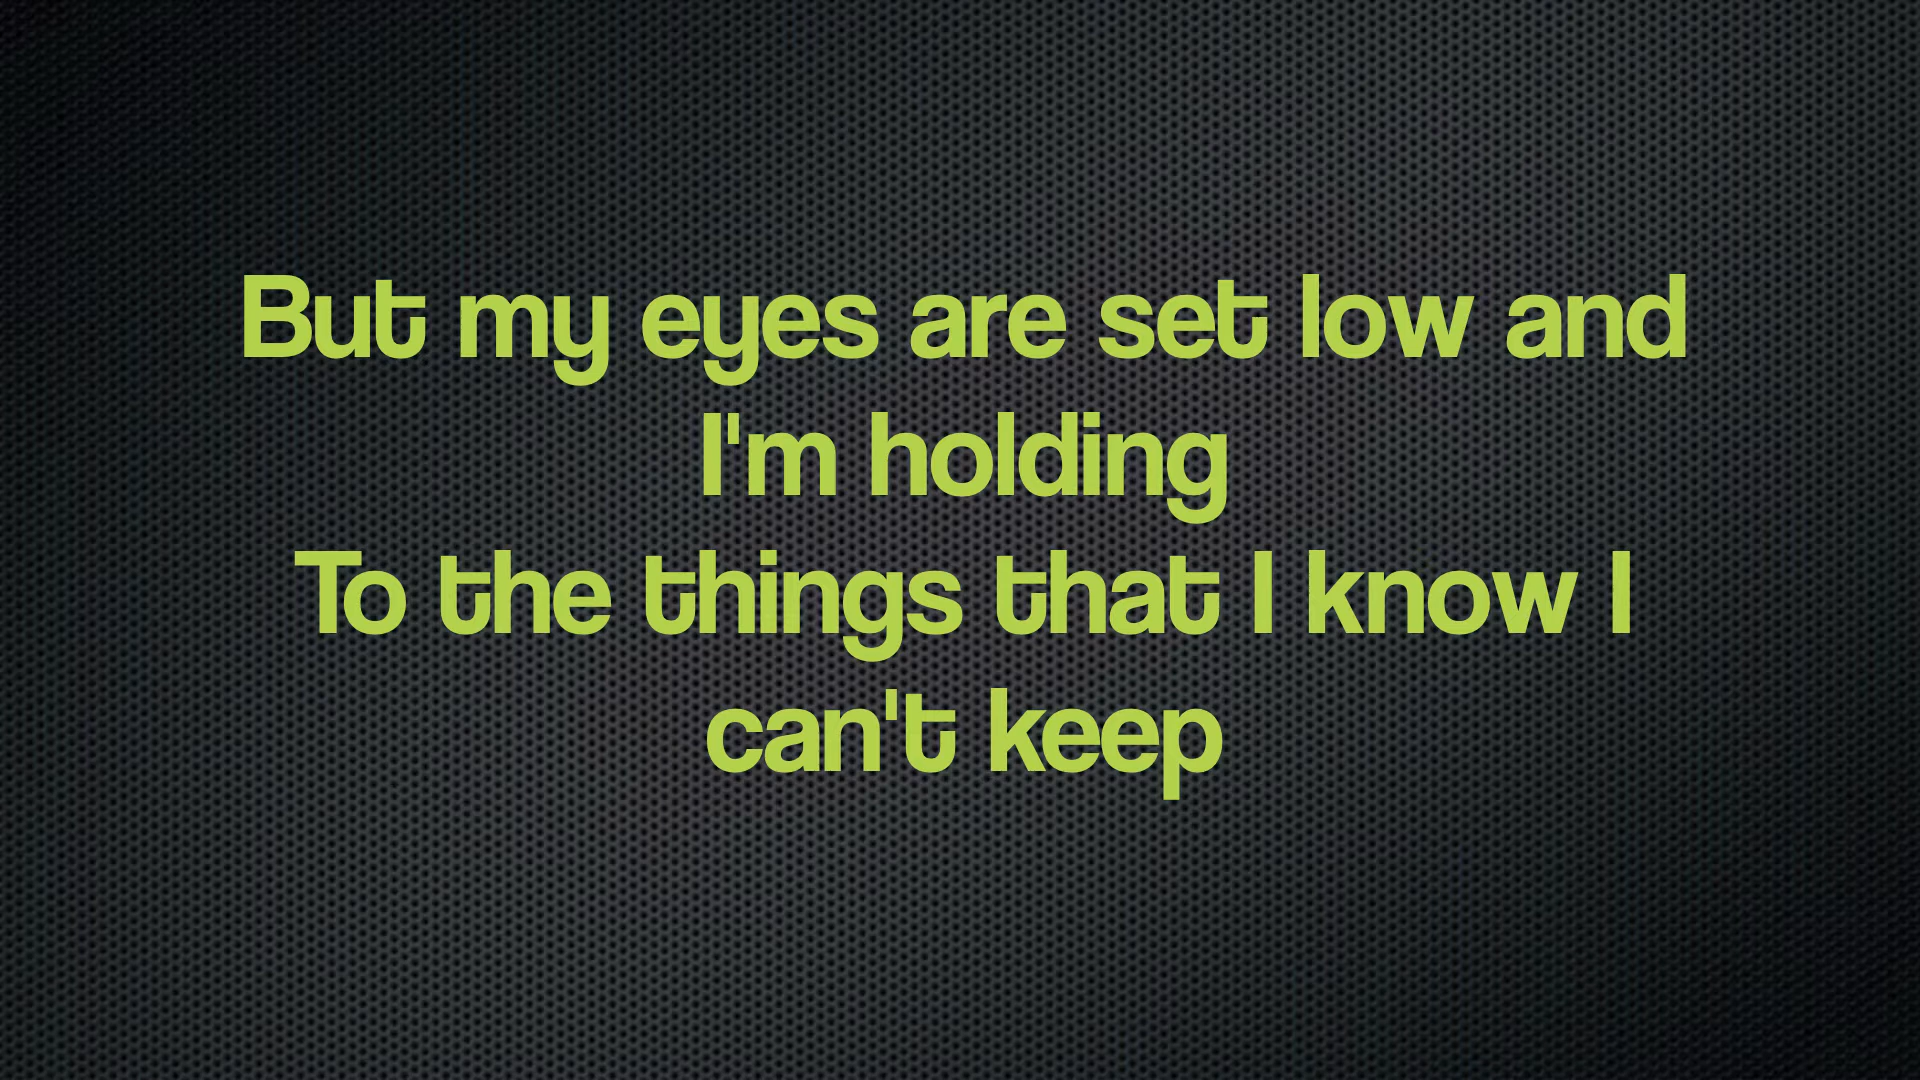 But my eyes are set low and
I'm holding
To the things that I know I
can't keep